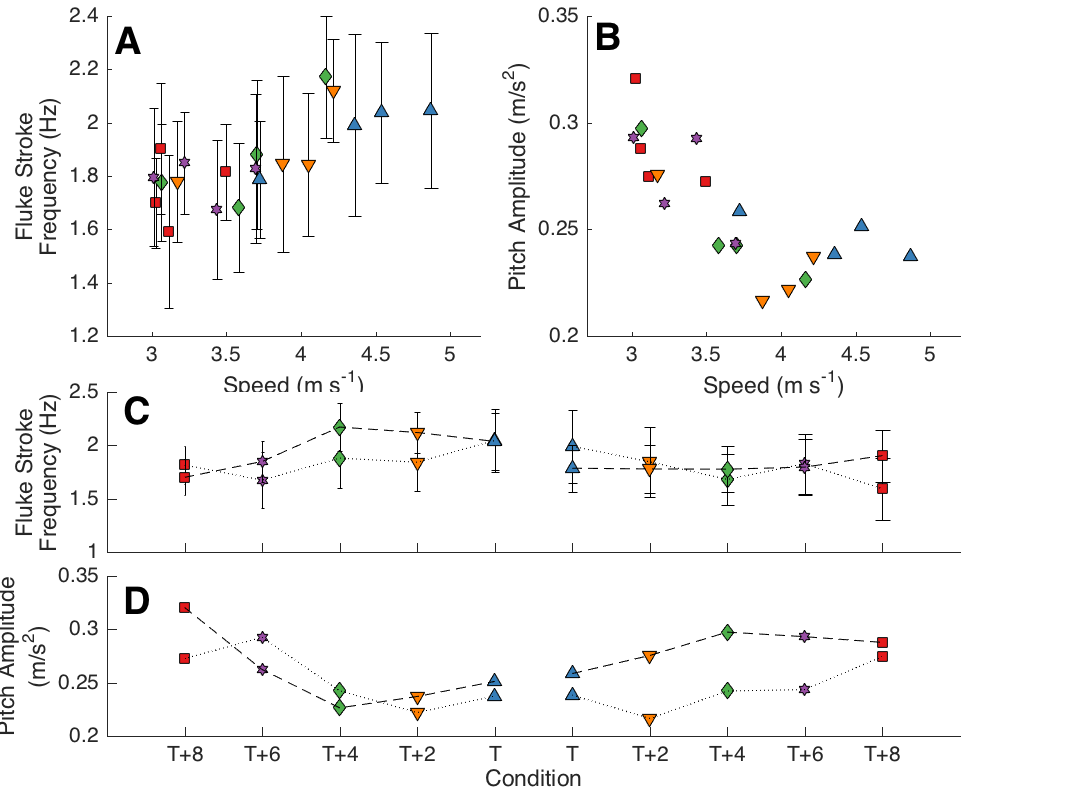 A
Fluke Stroke
Frequency (Hz)
2.4
2.2
2
1.8
1.6
1.4
1.2
3 3.5 4 4.5 5
Speed (m s⁻¹)
B
Pitch Amplitude (m/s²)
0.35
0.3
0.25
0.2
3 3.5 4 4.5 5
Speed (m s⁻¹)
C
Fluke Stroke
Frequency (Hz)
2.5
2
1.5
1
D
Pitch Amplitude
(m/s²)
0.35
0.3
0.25
0.2
T+8 T+6 T+4 T+2 T T T+2 T+4 T+6 T+8
Condition